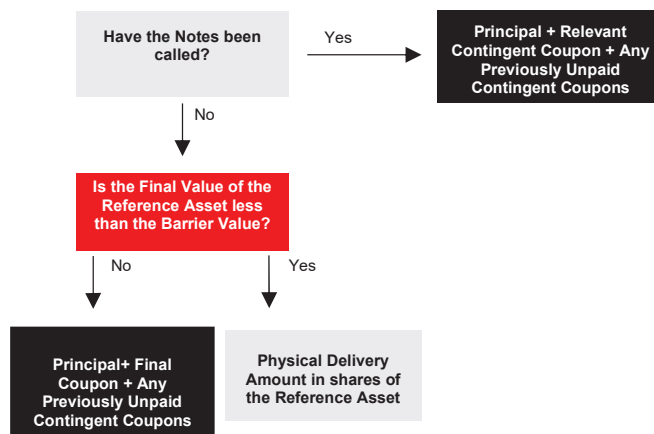 Have the Notes been
called?
Yes
Principal + Relevant
Contingent Coupon + Any
Previously Unpaid
Contingent Coupons
No
Is the Final Value of the
Reference Asset less
than the Barrier Value?
No
Yes
Principal+ Final
Coupon + Any
Previously Unpaid
Contingent Coupons
Physical Delivery
Amount in shares of
the Reference Asset